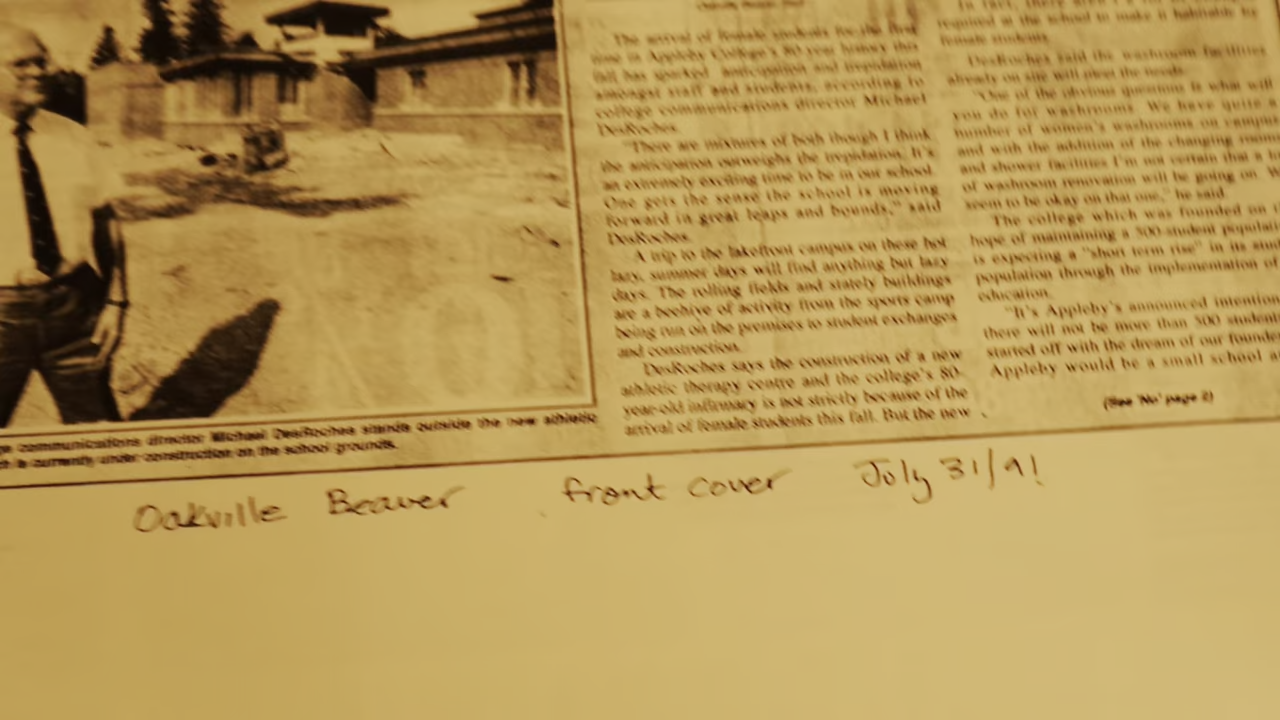 The arrival of female students for the first
time in Appleby College's 80 year history this
fall has sparked anticipation and trepidation
amongst staff and students, according to
college communications director Michael
DesRoches.
"There are mixtures of both though I think
the anticipation outweighs the trepidation. It's
an extremely exciting time to be in our school.
One gets the sense the school is moving
forward in great leaps and bounds," said
DesRoches.
A trip to the lakefront campus on these hot
lazy, summer days will find anything but lazy
days. The rolling fields and stately buildings
are a beehive of activity from the sports camp
being run on the premises to student exchanges
and construction.
DesRoches says the construction of a new
athletic therapy centre and the college's 80-
year-old infirmary is not strictly because of the
arrival of female students this fall. But the new
In fact, there
required at the school to make it habitable by
female students.
DesRoches said the washroom facilities
already on site will meet the needs.
"One of the obvious questions is what will
you do for washrooms. We have quite a
number of women's washrooms on campus
and with the addition of the changing rooms
and shower facilities I'm not certain that a lot
of washroom renovation will be going on. W
seem to be okay on that one," he said.
The college which was founded on
hope of maintaining a 300-student populati
is expecting a "short term rise" in its stud
population through the implementation of
education.
"It's Appleby's announced intention
there will not be more than 500 student
started off with the dream of our founde
Appleby would be a small school a
(See 'No' page 2)
communications director Michael DesRoches stands outside the new athletic
is currently under construction on the school grounds.
Oakville Beaver front cover July 31/91